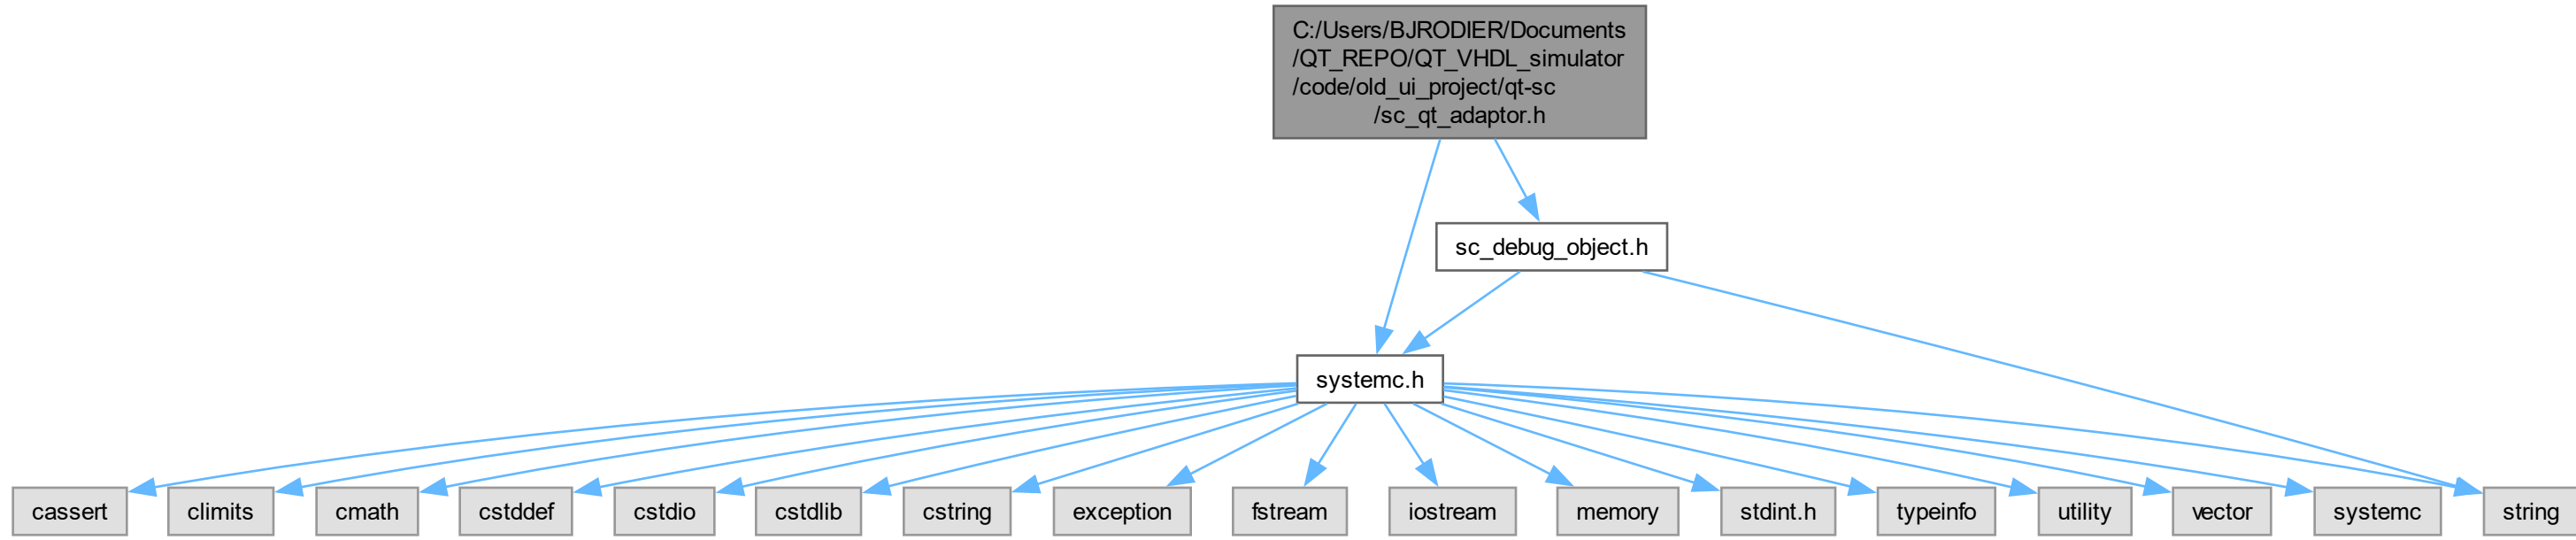 C:/Users/BJRODIER/Documents
/QT_REPO/QT_VHDL_simulator
/code/old_ui_project/qt-sc
/sc_qt_adaptor.h
sc_debug_object.h
systemc.h
cassert
climits
cmath
cstddef
cstdio
cstdlib
cstring
exception
fstream
iostream
memory
stdint.h
typeinfo
utility
vector
systemc
string